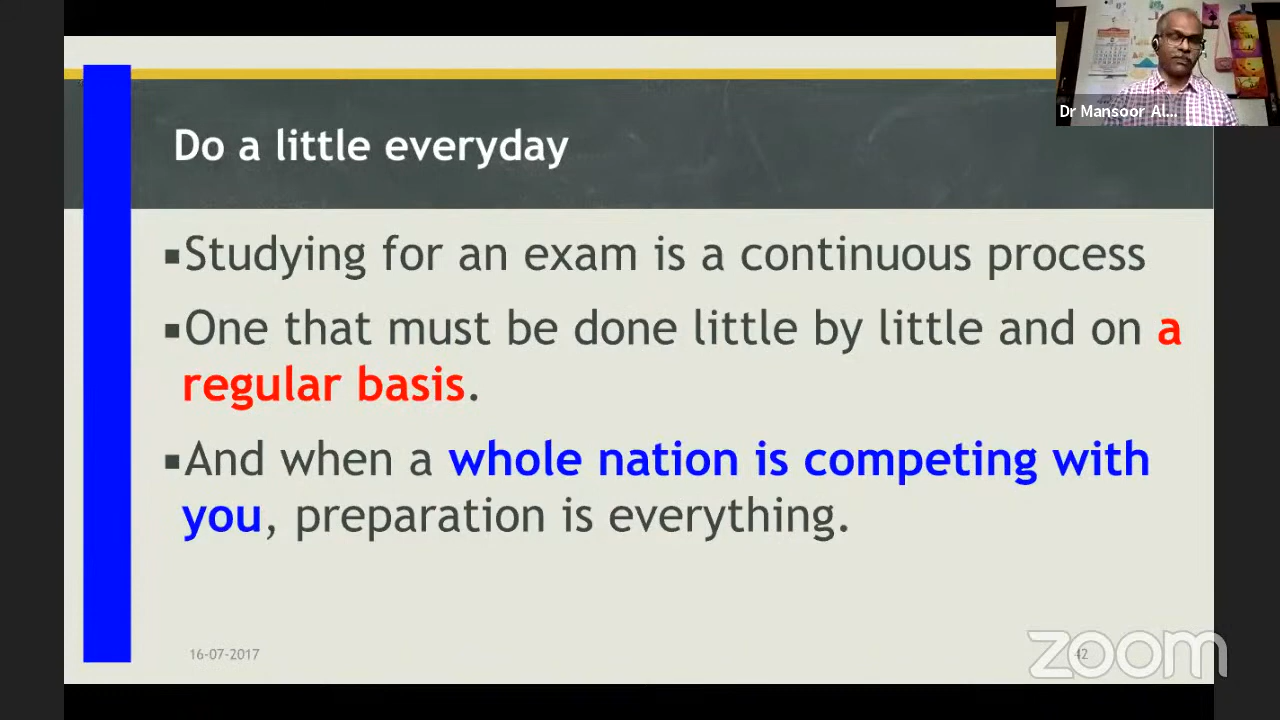 Dr Mansoor Al...
Do a little everyday
▪Studying for an exam is a continuous process
▪One that must be done little by little and on a
regular basis.
▪And when a whole nation is competing with
you, preparation is everything.
16-07-2017
42
zoom